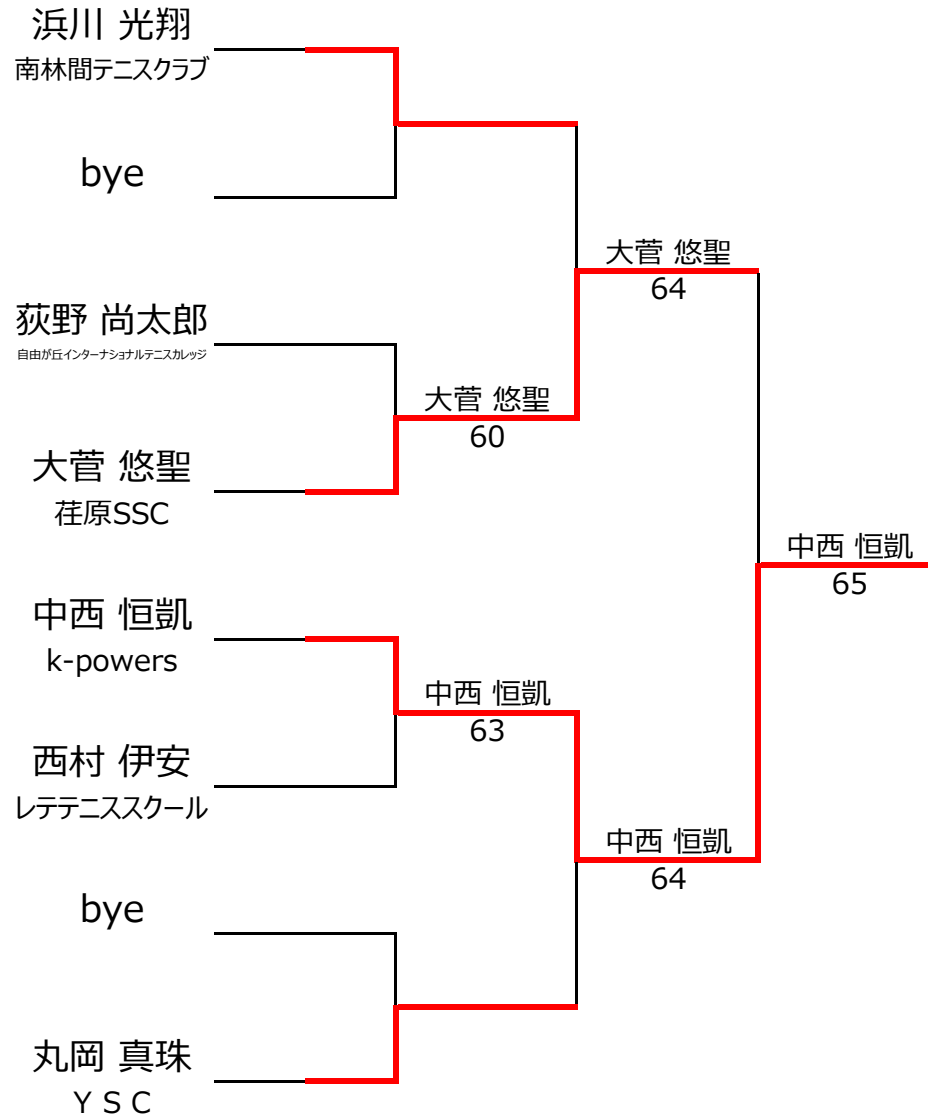 浜川 光翔
南林間テニスクラブ
bye
荻野 尚太郎
自由が丘インターナショナルテニスカレッジ
大菅 悠聖
荏原SSC
中西 恒凱
k-powers
西村 伊安
レテテニススクール
bye
丸岡 真珠
Y S C
大菅 悠聖
60
中西 恒凱
63
大菅 悠聖
64
中西 恒凱
64
中西 恒凱
65